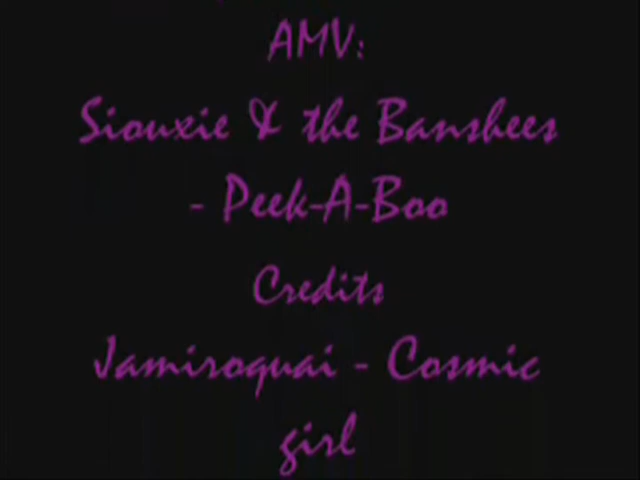 AMV:
Siouxie & the Banshees
- Peek-A-Boo
Credits
Jamiroquai - Cosmic
girl